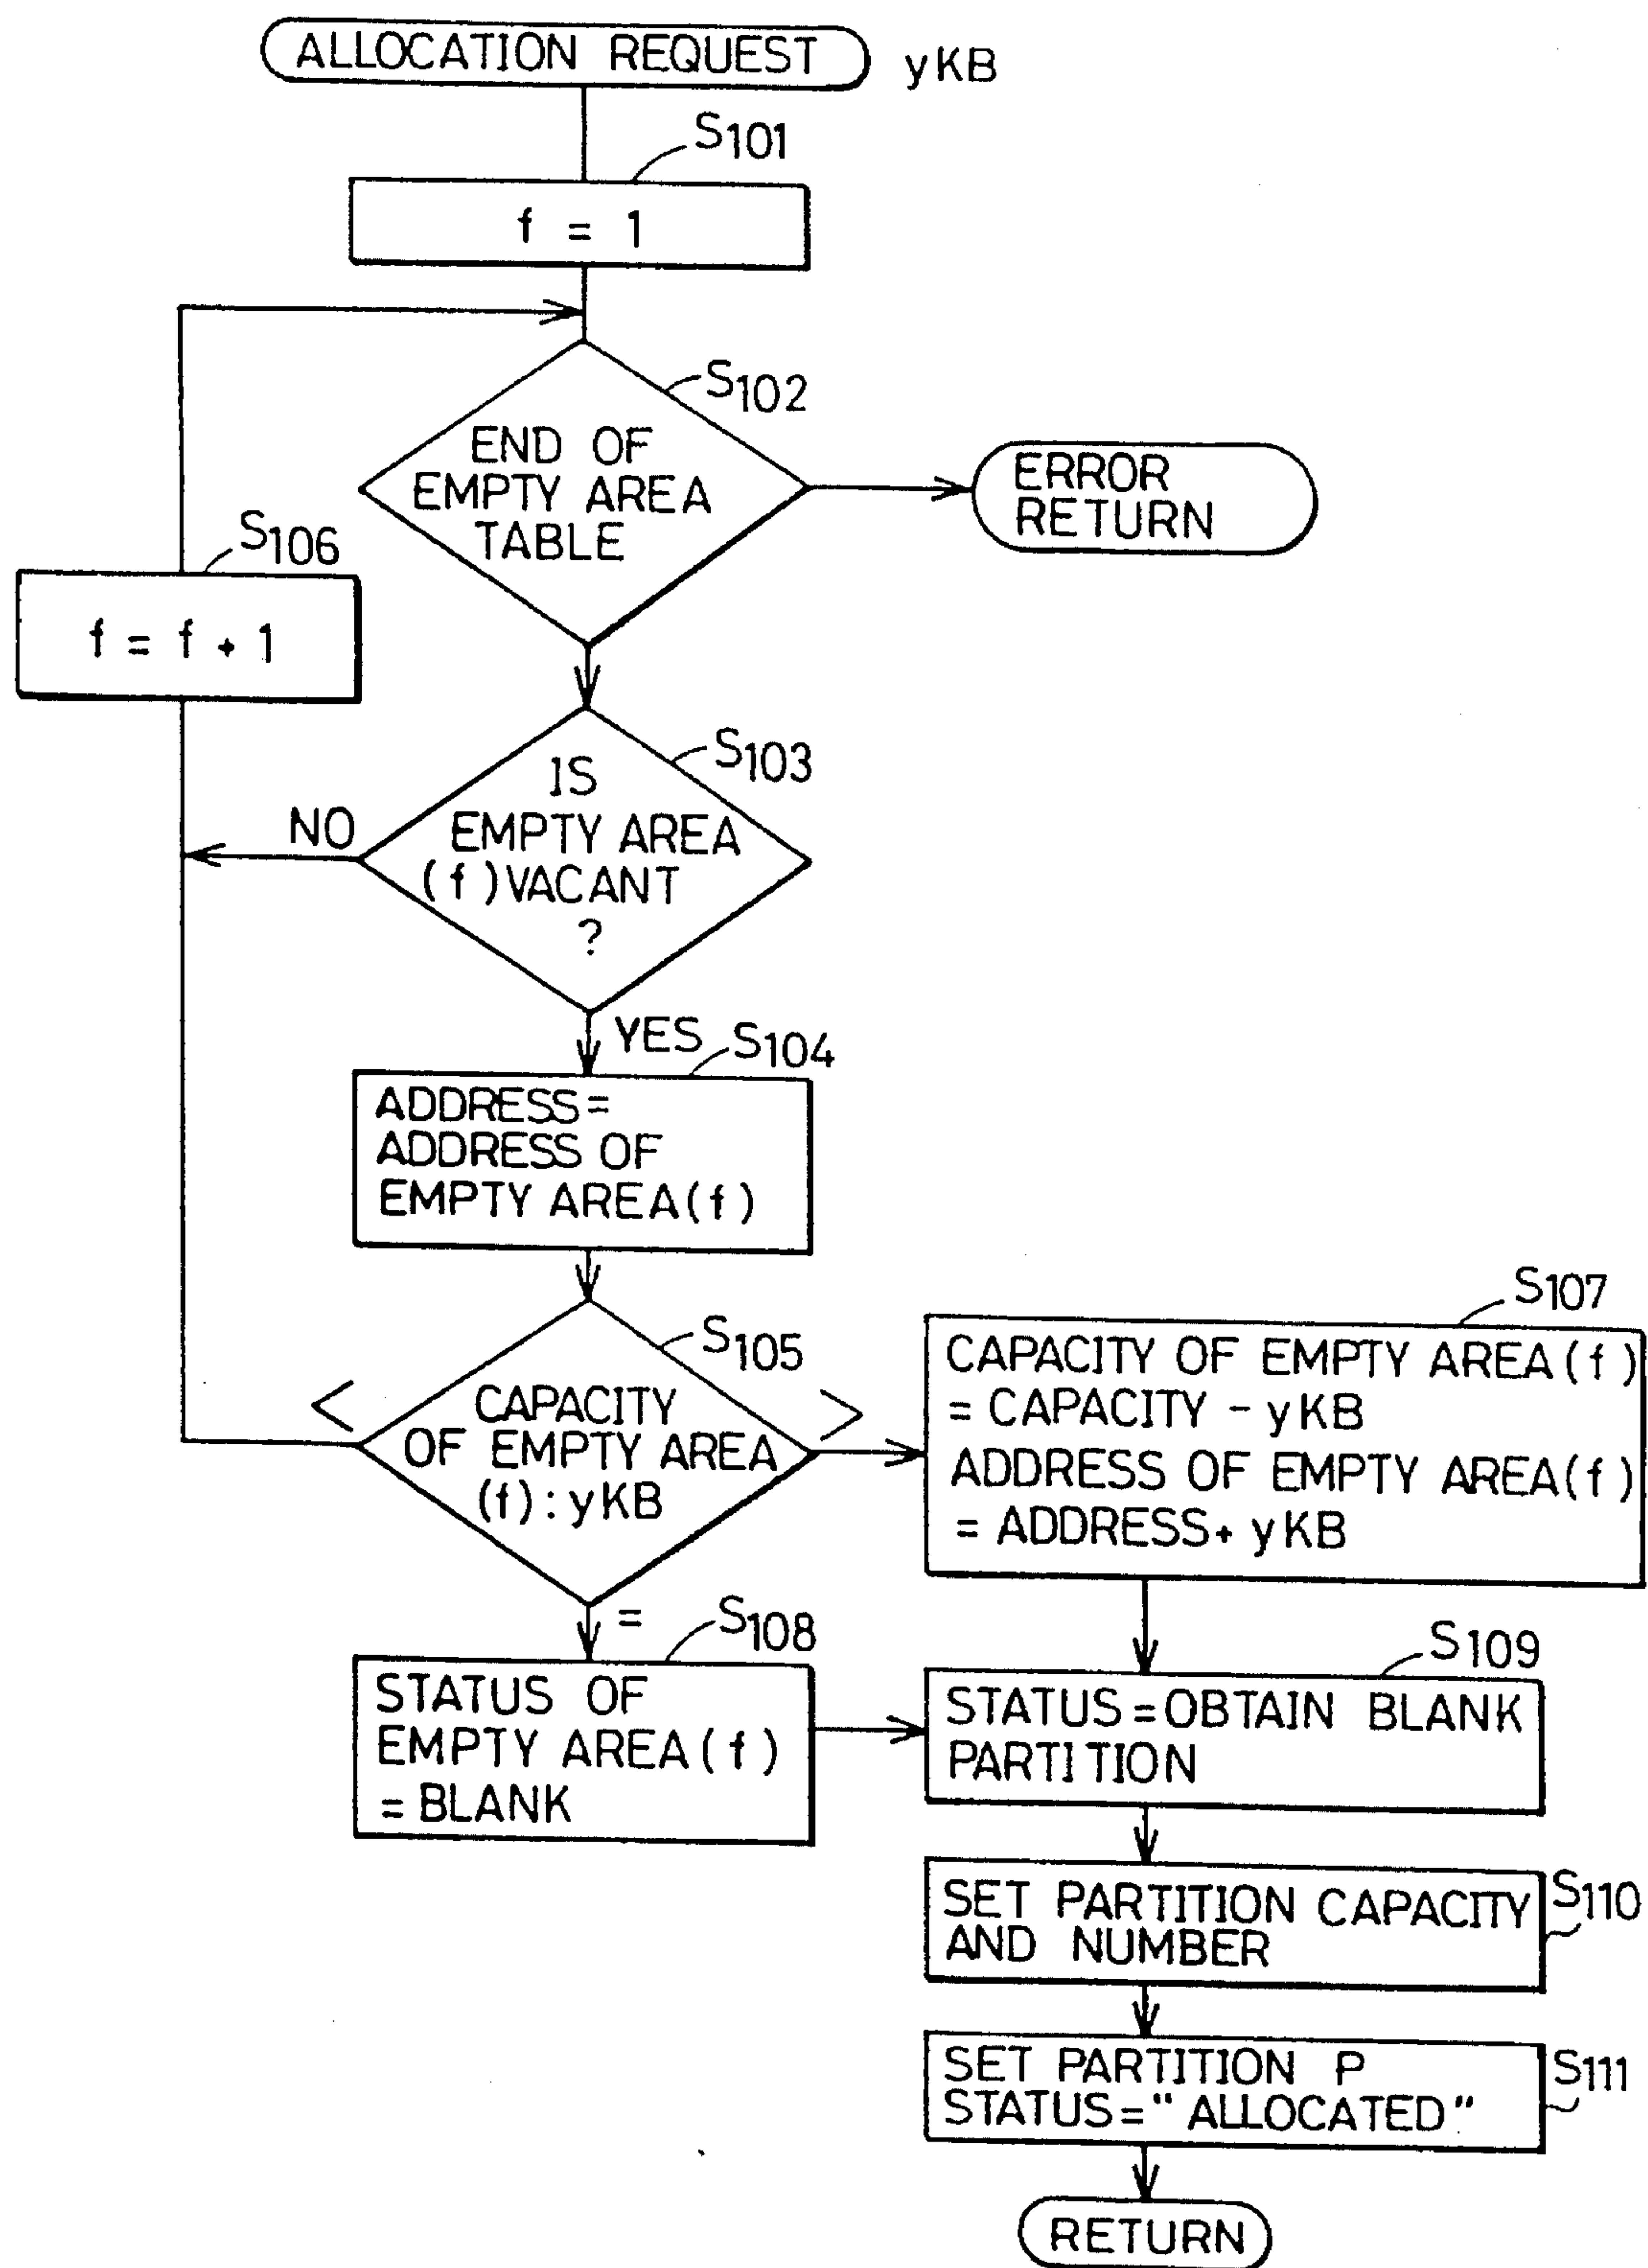 ALLOCATION REQUEST yKB
S101
f = 1
S102
END OF
EMPTY AREA
TABLE
ERROR
RETURN
S106
f = f + 1
S103
IS
EMPTY AREA
(f) VACANT
?
NO
YES
S104
ADDRESS =
ADDRESS OF
EMPTY AREA(f)
S105
<
CAPACITY
OF EMPTY AREA
(f) : yKB
>
=
S107
CAPACITY OF EMPTY AREA(f)
= CAPACITY - yKB
ADDRESS OF EMPTY AREA(f)
= ADDRESS + yKB
S108
STATUS OF
EMPTY AREA(f)
= BLANK
S109
STATUS = OBTAIN BLANK
PARTITION
SET PARTITION CAPACITY
AND NUMBER
S110
SET PARTITION P
STATUS = "ALLOCATED"
S111
RETURN